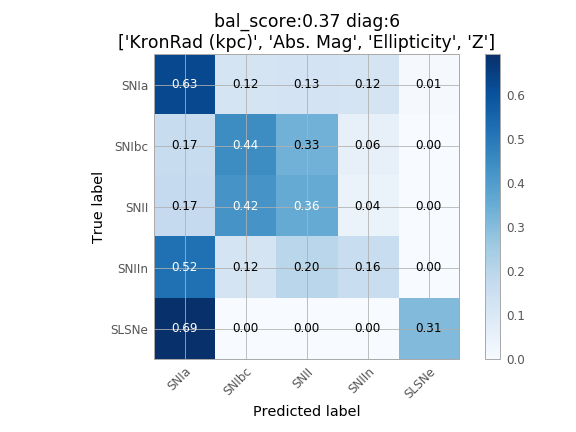 bal_score:0.37 diag:6
['KronRad (kpc)', 'Abs. Mag', 'Ellipticity', 'Z']
True label
SNIa 0.63 0.12 0.13 0.12 0.01
SNIbc 0.17 0.44 0.33 0.06 0.00
SNII 0.17 0.42 0.36 0.04 0.00
SNIIn 0.52 0.12 0.20 0.16 0.00
SLSNe 0.69 0.00 0.00 0.00 0.31
SNIa SNIbc SNII SNIIn SLSNe
Predicted label
0.6
0.5
0.4
0.3
0.2
0.1
0.0